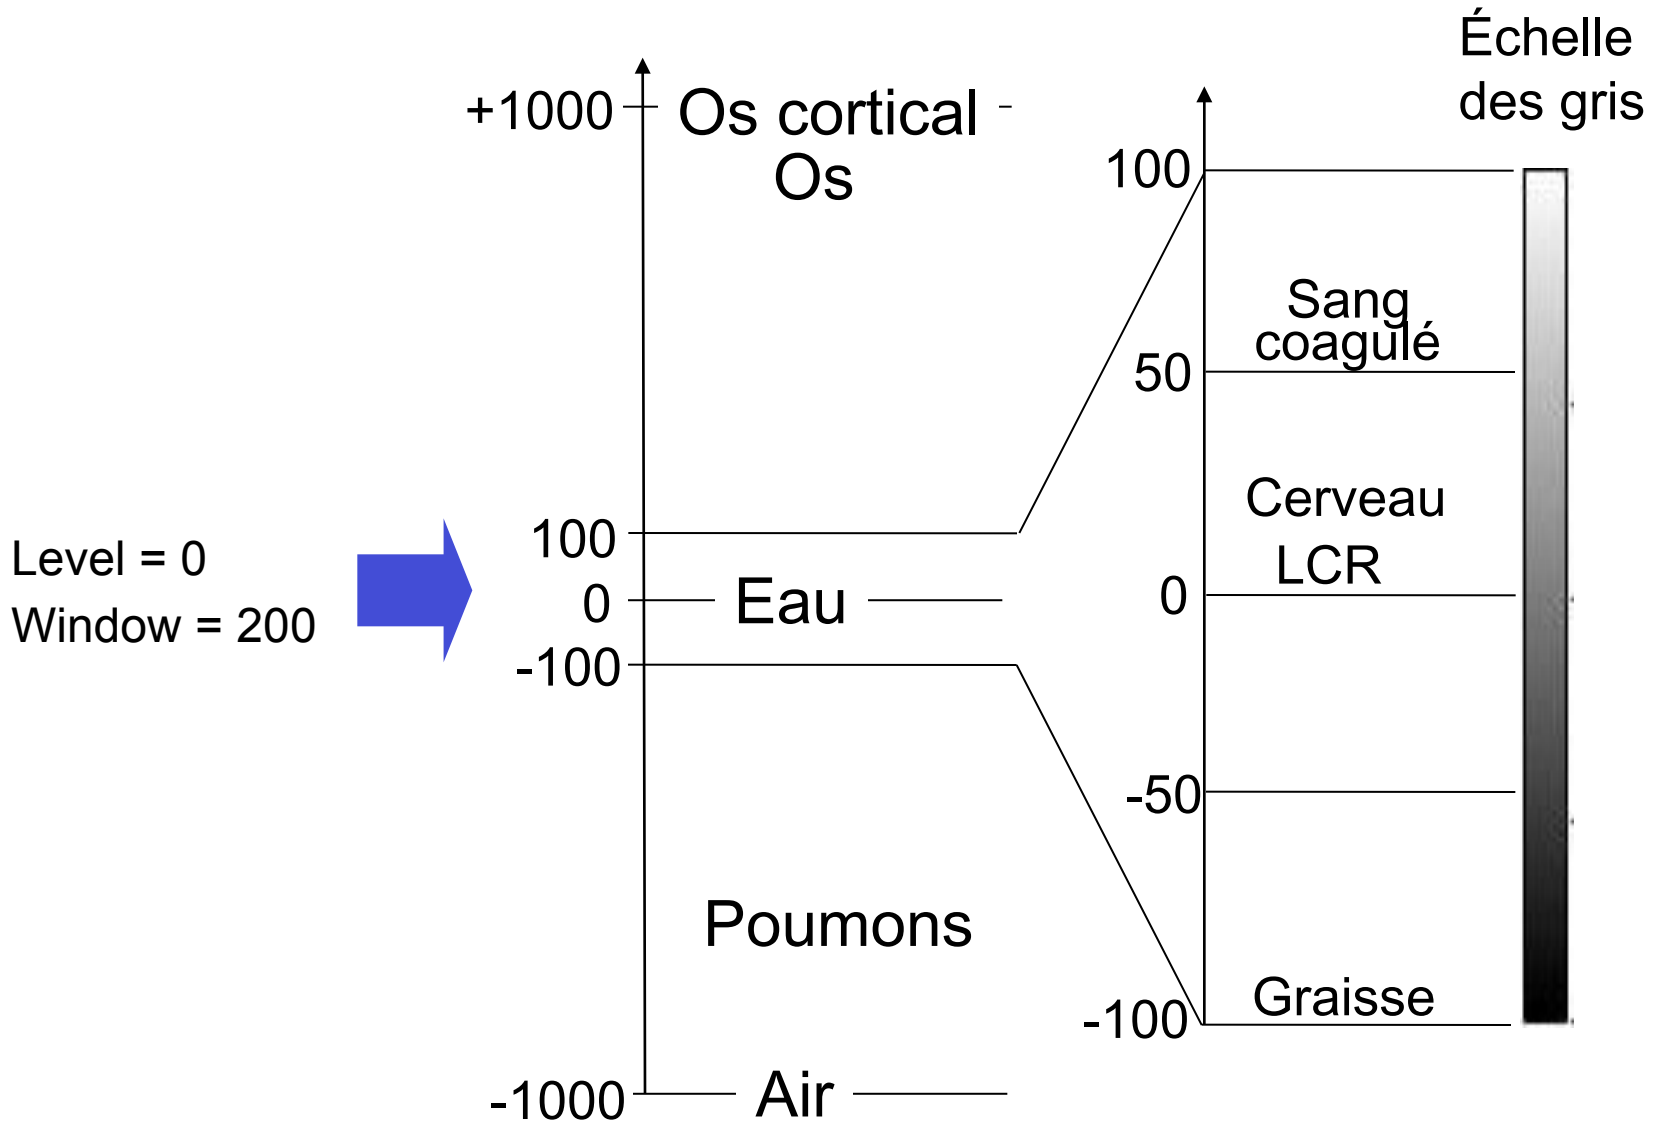 Level = 0
Window = 200
+1000
Os cortical
Os
100
0
Eau
-100
Poumons
-1000
Air
100
Sang
coagulé
50
Cerveau
LCR
0
-50
Graisse
-100
Échelle
des gris